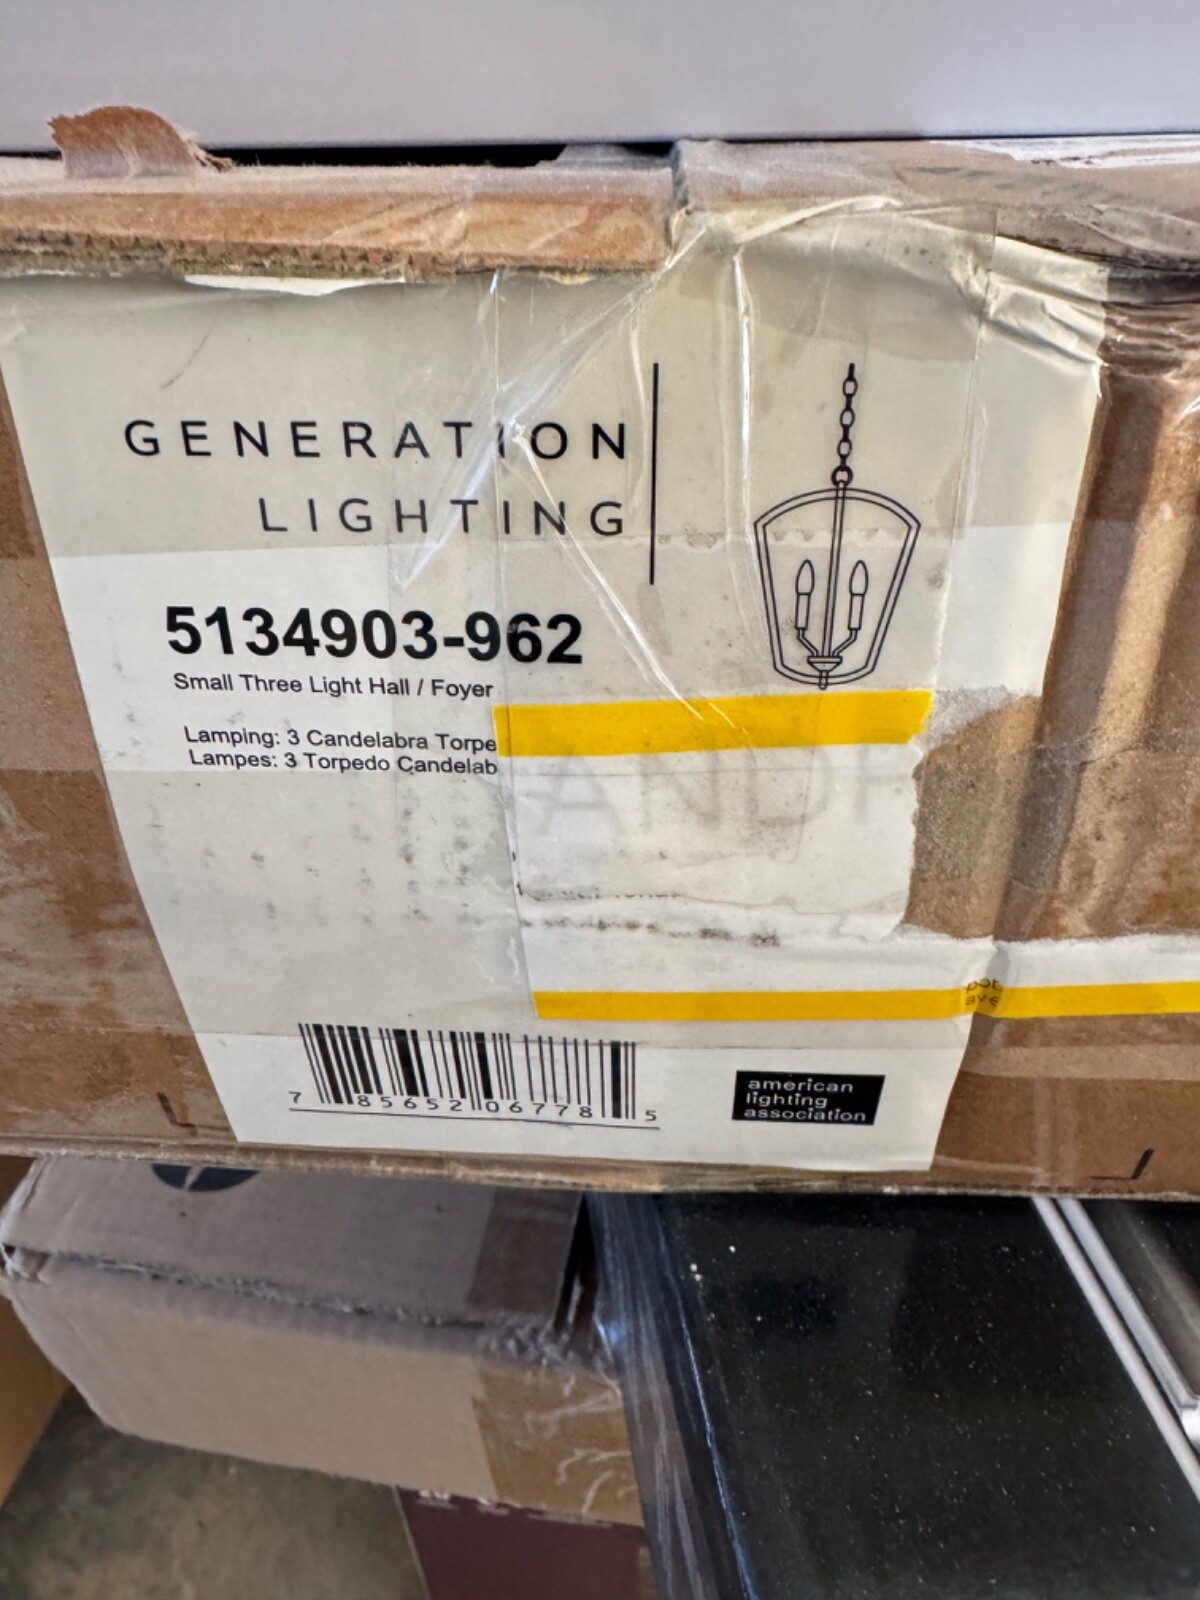 GENERATION
LIGHTING
5134903-962
Small Three Light Hall / Foyer
Lamping: 3 Candelabra Torpe
Lampes: 3 Torpedo Candelab
7 85652 06778 5
american
lighting
association